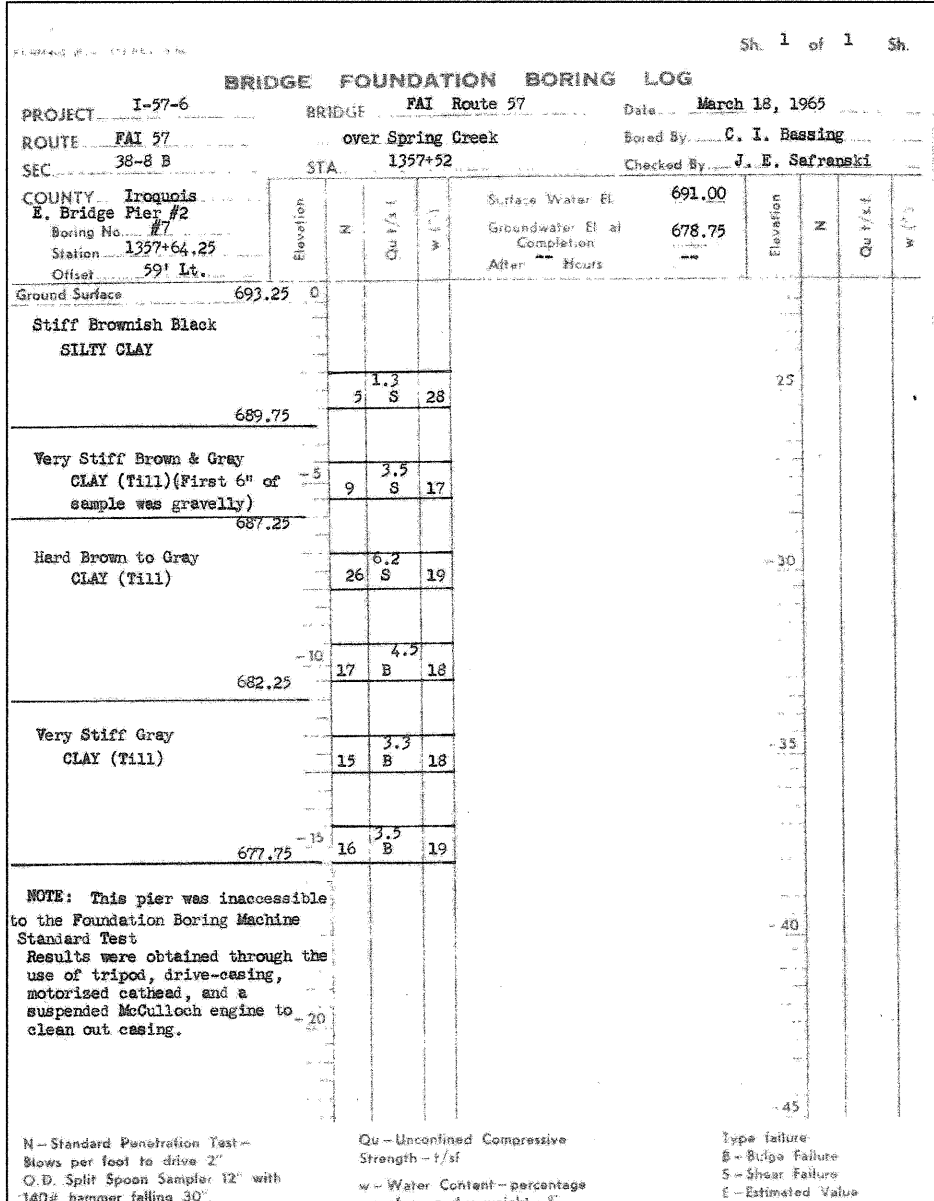 Sh. 1 of 1 Sh.
BRIDGE FOUNDATION BORING LOG
PROJECT I-57-6 BRIDGE FAI Route 57 Date March 18, 1965
ROUTE FAI 57 over Spring Creek Bored By C. I. Bassing
SEC. 38-8 B STA. 1357+52 Checked By J. E. Safranski
COUNTY Iroquois
E. Bridge Pier #2
Boring No. #7
Station 1357+64.25
Offset 59' Lt.
Elevation N Qu t/s.f. w (%)
Surface Water El. 691.00
Groundwater El. at Completion 678.75
After -- Hours --
Elevation N Qu t/s.f. w (%)
Ground Surface 693.25 0
Stiff Brownish Black
SILTY CLAY
1.3
5 S 28
25
689.75
Very Stiff Brown & Gray
CLAY (Till)(First 6" of
sample was gravelly)
-5
3.5
9 S 17
687.25
Hard Brown to Gray
CLAY (Till)
6.2
26 S 19
-30
-10
4.5
17 B 18
682.25
Very Stiff Gray
CLAY (Till)
3.3
15 B 18
-35
-15
3.5
16 B 19
677.75
NOTE: This pier was inaccessible
to the Foundation Boring Machine
Standard Test
Results were obtained through the
use of tripod, drive-casing,
motorized cathead, and a
suspended McCulloch engine to
clean out casing.
-20
-40
-45
N - Standard Penetration Test -
Blows per foot to drive 2"
O.D. Split Spoon Sampler 12" with
140# hammer falling 30".
Qu - Unconfined Compressive
Strength - t/sf
w - Water Content - percentage
Type failure
B - Bulge Failure
S - Shear Failure
E - Estimated Value